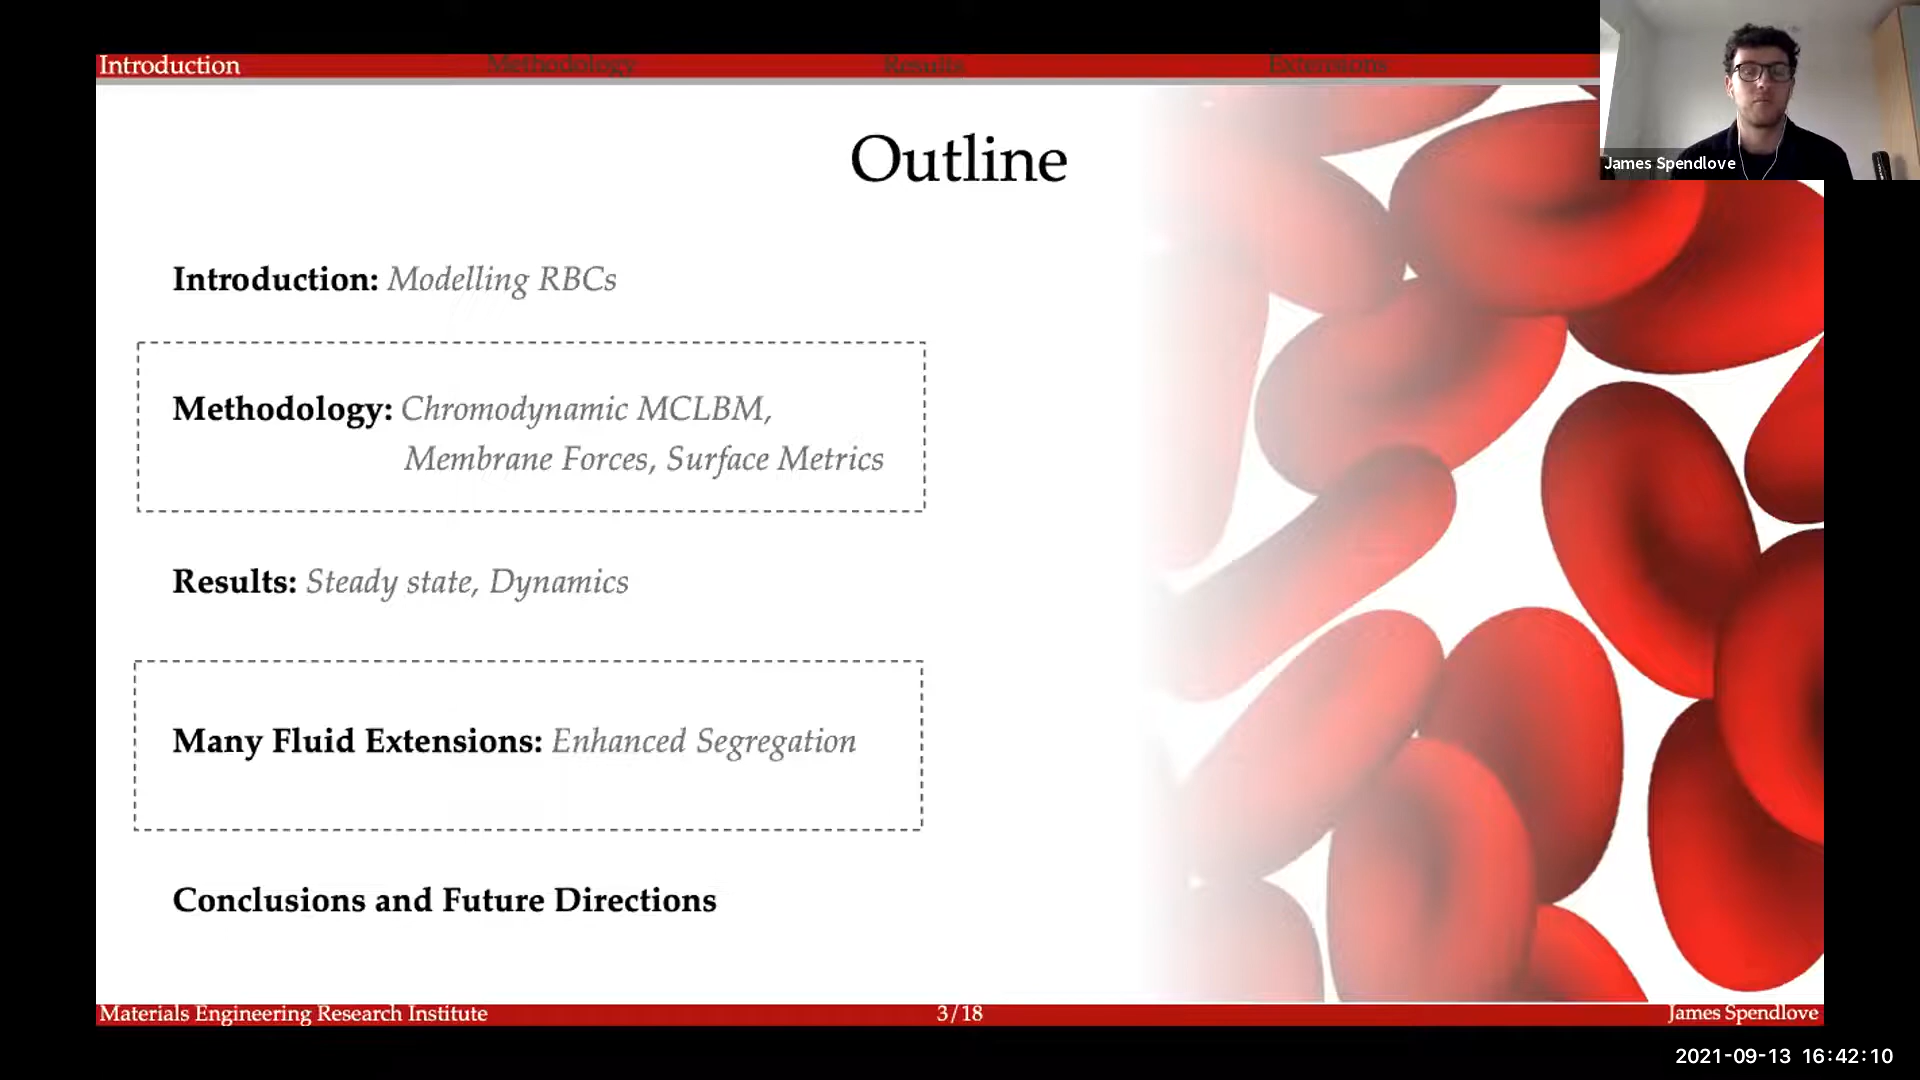 Introduction Methodology Results Extensions
James Spendlove
Outline
Introduction: Modelling RBCs
Methodology: Chromodynamic MCLBM,
Membrane Forces, Surface Metrics
Results: Steady state, Dynamics
Many Fluid Extensions: Enhanced Segregation
Conclusions and Future Directions
Materials Engineering Research Institute 3/18 James Spendlove
2021-09-13 16:42:10